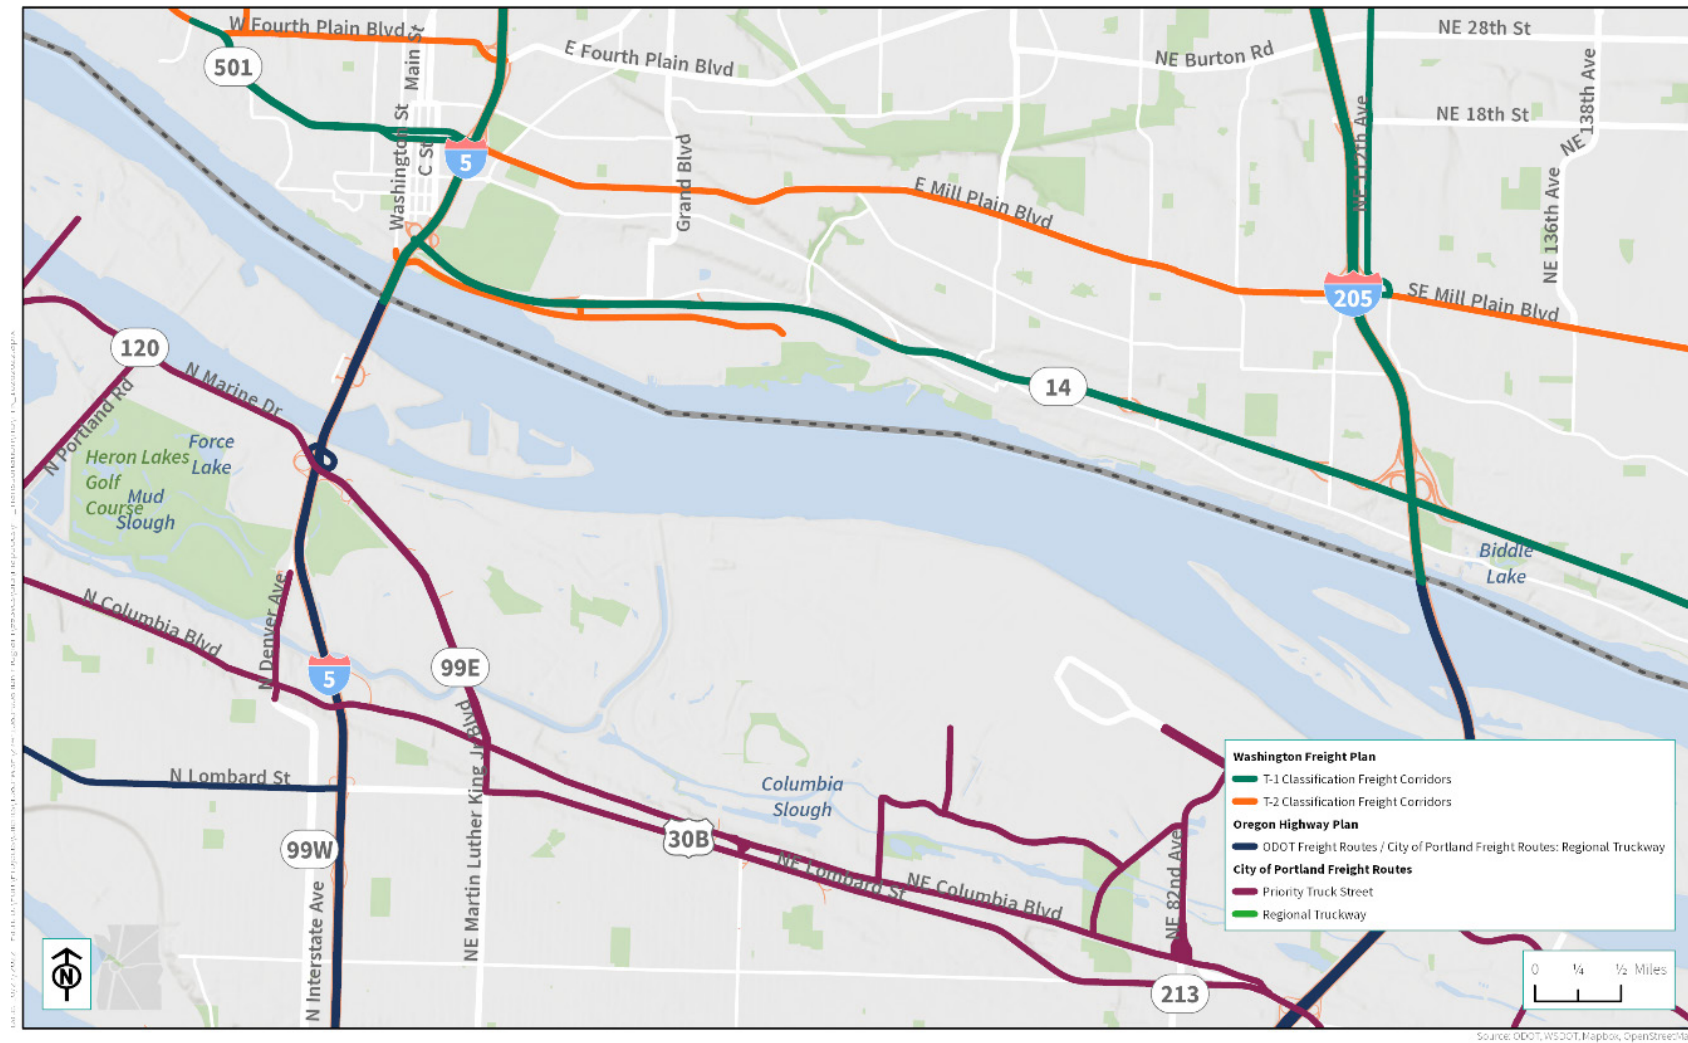 W Fourth Plain Blvd
501
Main St
E Fourth Plain Blvd
NE Burton Rd
NE 28th St
NE 138th Ave
NE 18th St
NE 112th Ave
Washington St
C St
5
Grand Blvd
E Mill Plain Blvd
NE 136th Ave
205
SE Mill Plain Blvd
120
N Marine Dr
14
N Portland Rd
Force
Lake
Heron Lakes
Golf
Course
Mud
Slough
Biddle
Lake
N Columbia Blvd
N Denver Ave
5
99E
NE Martin Luther King Jr Blvd
N Lombard St
Columbia
Slough
99W
30B
NE Lombard St
NE Columbia Blvd
NE 82nd Ave
N Interstate Ave
213
N
Washington Freight Plan
T-1 Classification Freight Corridors
T-2 Classification Freight Corridors
Oregon Highway Plan
ODOT Freight Routes / City of Portland Freight Routes: Regional Truckway
City of Portland Freight Routes
Priority Truck Street
Regional Truckway
0 ¼ ½ Miles
Source: ODOT, WSDOT, Mapbox, OpenStreetMa